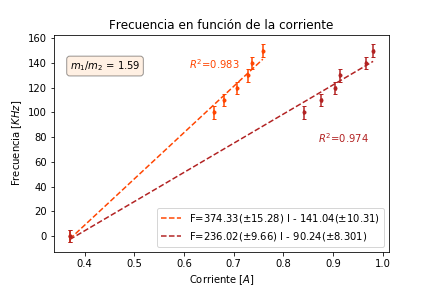 Frecuencia en función de la corriente
160
140
120
100
80
60
40
20
0
Frecuencia [KHz]
m1/m2 = 1.59
R²=0.983
R²=0.974
F=374.33(±15.28) I - 141.04(±10.31)
F=236.02(±9.66) I - 90.24(±8.301)
0.4 0.5 0.6 0.7 0.8 0.9 1.0
Corriente [A]